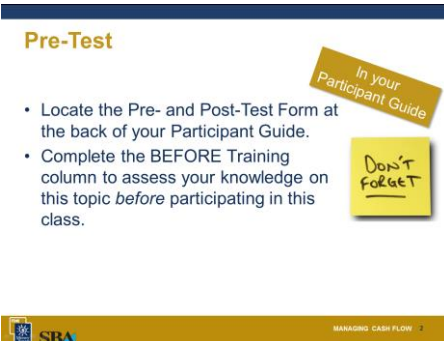 Pre-Test
In your
Participant Guide
• Locate the Pre- and Post-Test Form at
the back of your Participant Guide.
• Complete the BEFORE Training
column to assess your knowledge on
this topic before participating in this
class.
DON'T
FORGET
SBA
MANAGING CASH FLOW 2